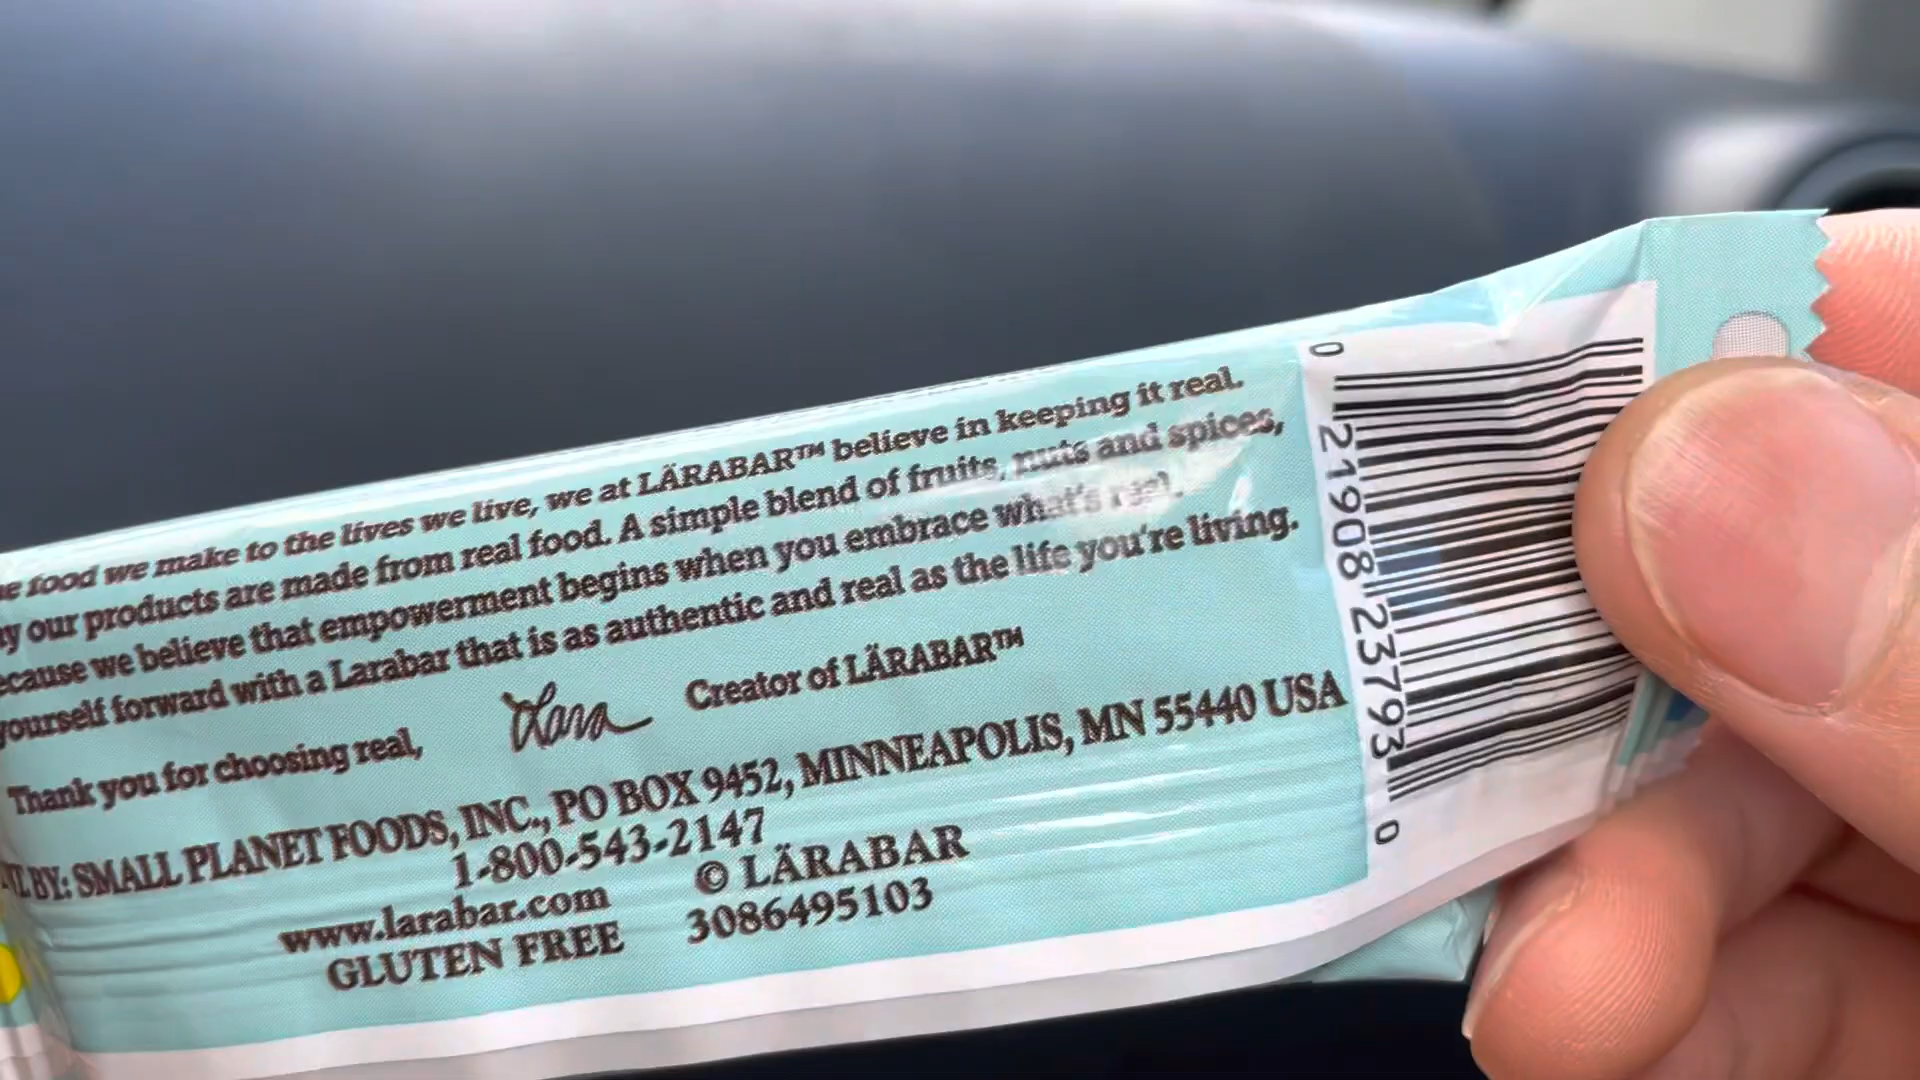 food we make to the lives we live, we at LÄRABAR™ believe in keeping it real.
our products are made from real food. A simple blend of fruits, nuts and spices,
we believe that empowerment begins when you embrace what's real.
yourself forward with a Larabar that is as authentic and real as the life you're living.
Thank you for choosing real,
Lara
Creator of LÄRABAR™
BY: SMALL PLANET FOODS, INC., PO BOX 9452, MINNEAPOLIS, MN 55440 USA
1-800-543-2147
www.larabar.com
© LÄRABAR
GLUTEN FREE
3086495103
0 21908 23793 0